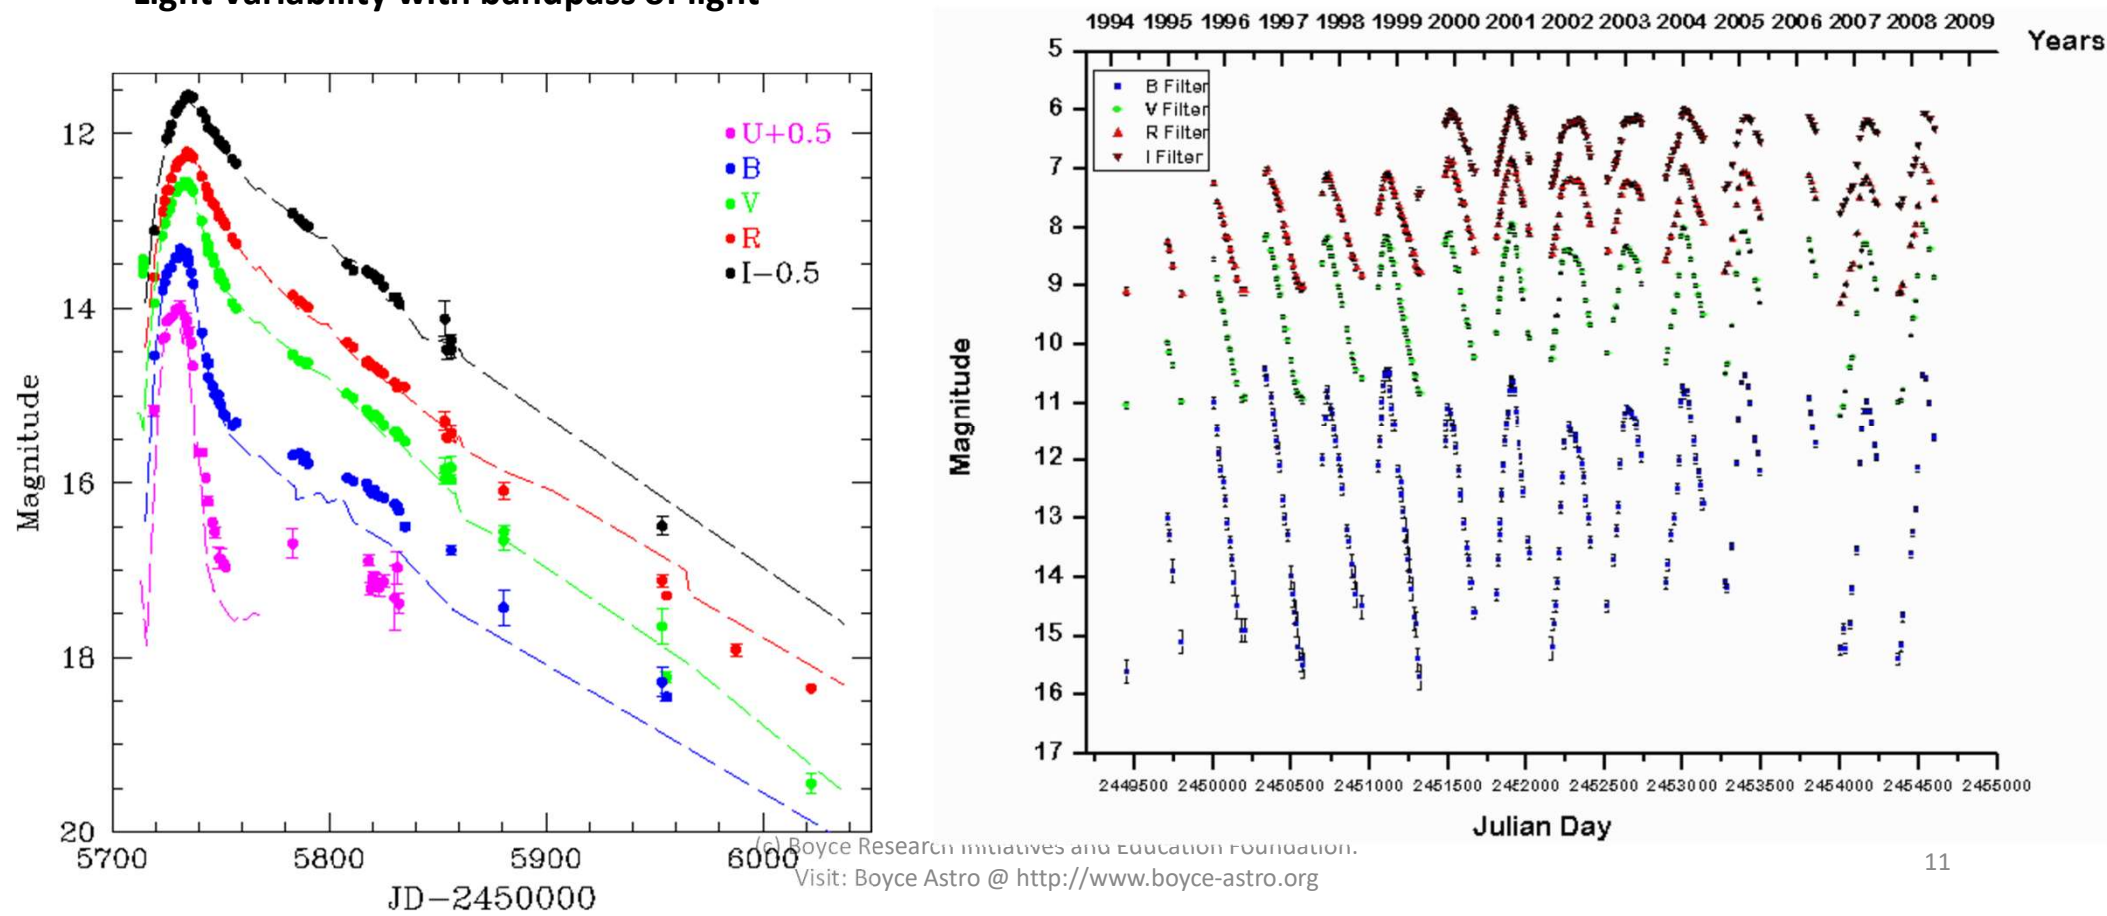 Light variability with bandpass of light
12
14
16
18
20
Magnitude
U+0.5
B
V
R
I−0.5
5700 5800 5900 6000
JD−2450000
1994 1995 1996 1997 1998 1999 2000 2001 2002 2003 2004 2005 2006 2007 2008 2009
Years
5
6
7
8
9
10
11
12
13
14
15
16
17
Magnitude
B Filter
V Filter
R Filter
I Filter
2449500 2450000 2450500 2451000 2451500 2452000 2452500 2453000 2453500 2454000 2454500 2455000
Julian Day
(c) Boyce Research Initiatives and Education Foundation.
Visit: Boyce Astro @ http://www.boyce-astro.org
11